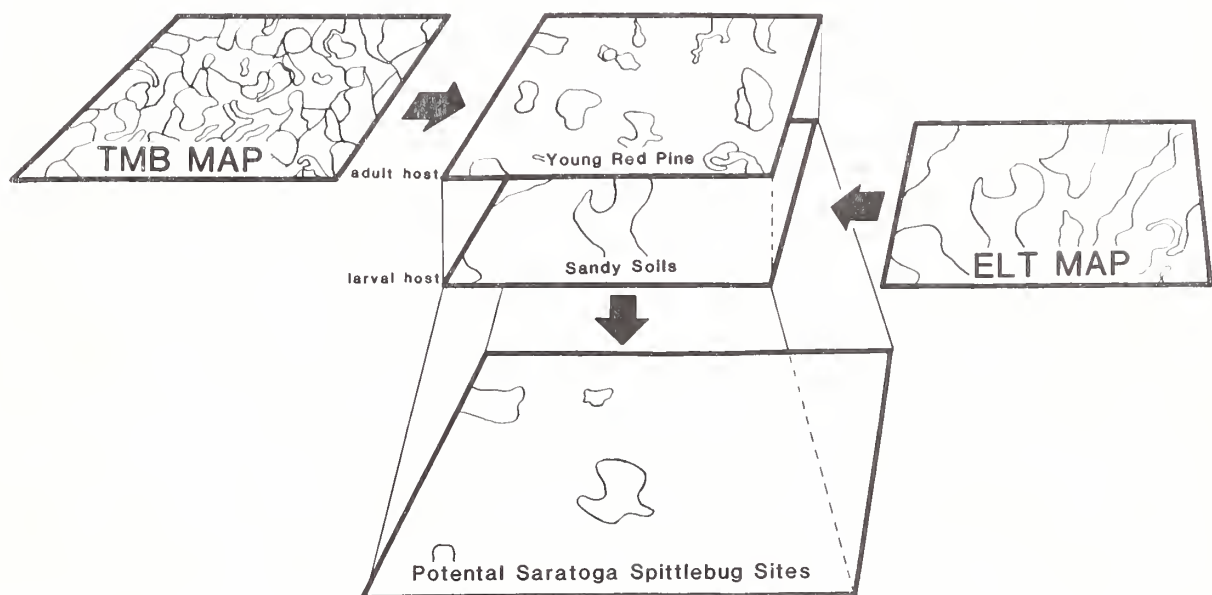 TMB MAP
adult host
Young Red Pine
larval host
Sandy Soils
ELT MAP
Potental Saratoga Spittlebug Sites